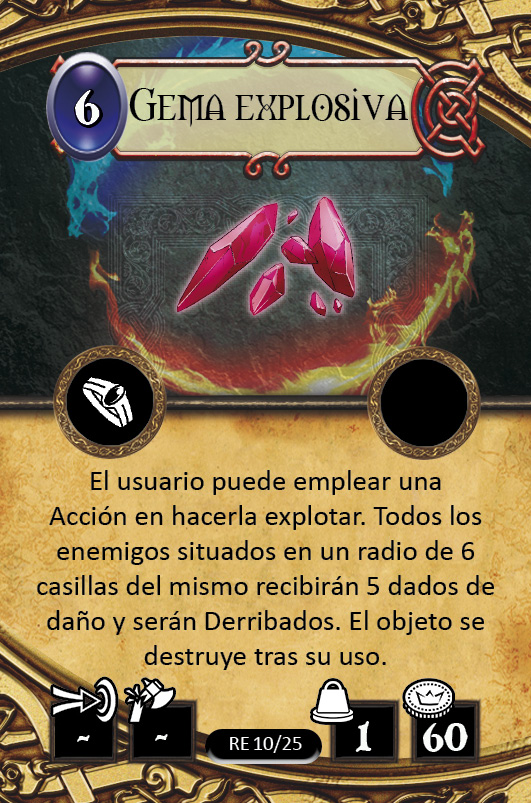 6
Gema explosiva
El usuario puede emplear una
Acción en hacerla explotar. Todos los
enemigos situados en un radio de 6
casillas del mismo recibirán 5 dados de
daño y serán Derribados. El objeto se
destruye tras su uso.
~ ~ RE 10/25 1 60